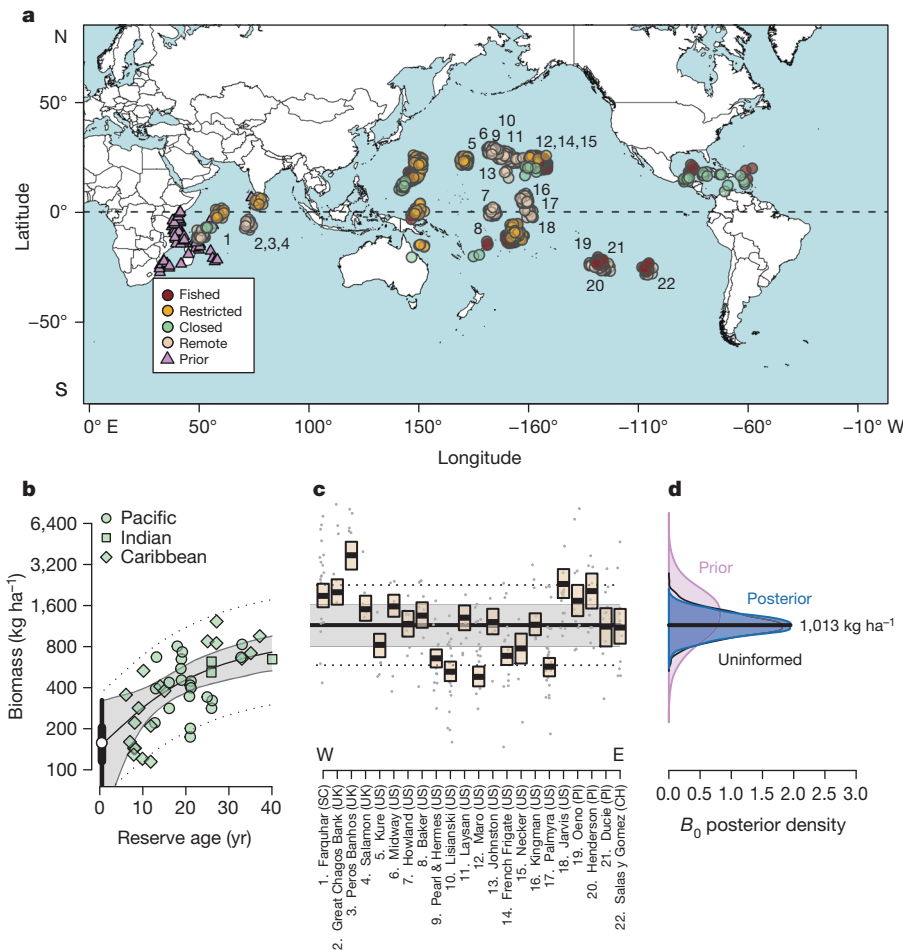 a
N
50°
0°
−50°
S
Latitude
10
6 9 11
5
12, 14, 15
13
7
16
17
8
18
1
2, 3, 4
19
21
20
22
Fished
Restricted
Closed
Remote
Prior
0° E
50°
100°
150°
−160°
−110°
−60°
−10° W
Longitude
b
Pacific
Indian
Caribbean
6,400
3,200
1,600
800
400
200
100
Biomass (kg ha⁻¹)
0
10
20
30
40
Reserve age (yr)
c
W
E
1. Farquhar (SC)
2. Great Chagos Bank (UK)
3. Peros Banhos (UK)
4. Salamon (UK)
5. Kure (US)
6. Midway (US)
7. Howland (US)
8. Baker (US)
9. Pearl & Hermes (US)
10. Lisianski (US)
11. Laysan (US)
12. Maro (US)
13. Johnston (US)
14. French Frigate (US)
15. Necker (US)
16. Kingman (US)
17. Palmyra (US)
18. Jarvis (US)
19. Oeno (PI)
20. Henderson (PI)
21. Ducie (PI)
22. Salas y Gomez (CH)
d
Prior
Posterior
1,013 kg ha⁻¹
Uninformed
0.0
1.0
2.0
3.0
B₀ posterior density